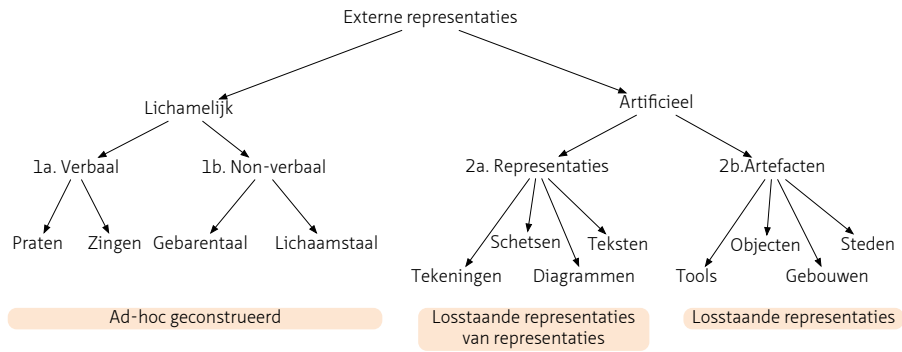 Externe representaties
Lichamelijk
Artificieel
1a. Verbaal
1b. Non-verbaal
2a. Representaties
2b.Artefacten
Praten
Zingen
Gebarentaal
Lichaamstaal
Schetsen
Teksten
Objecten
Steden
Tekeningen
Diagrammen
Tools
Gebouwen
Ad-hoc geconstrueerd
Losstaande representaties
van representaties
Losstaande representaties